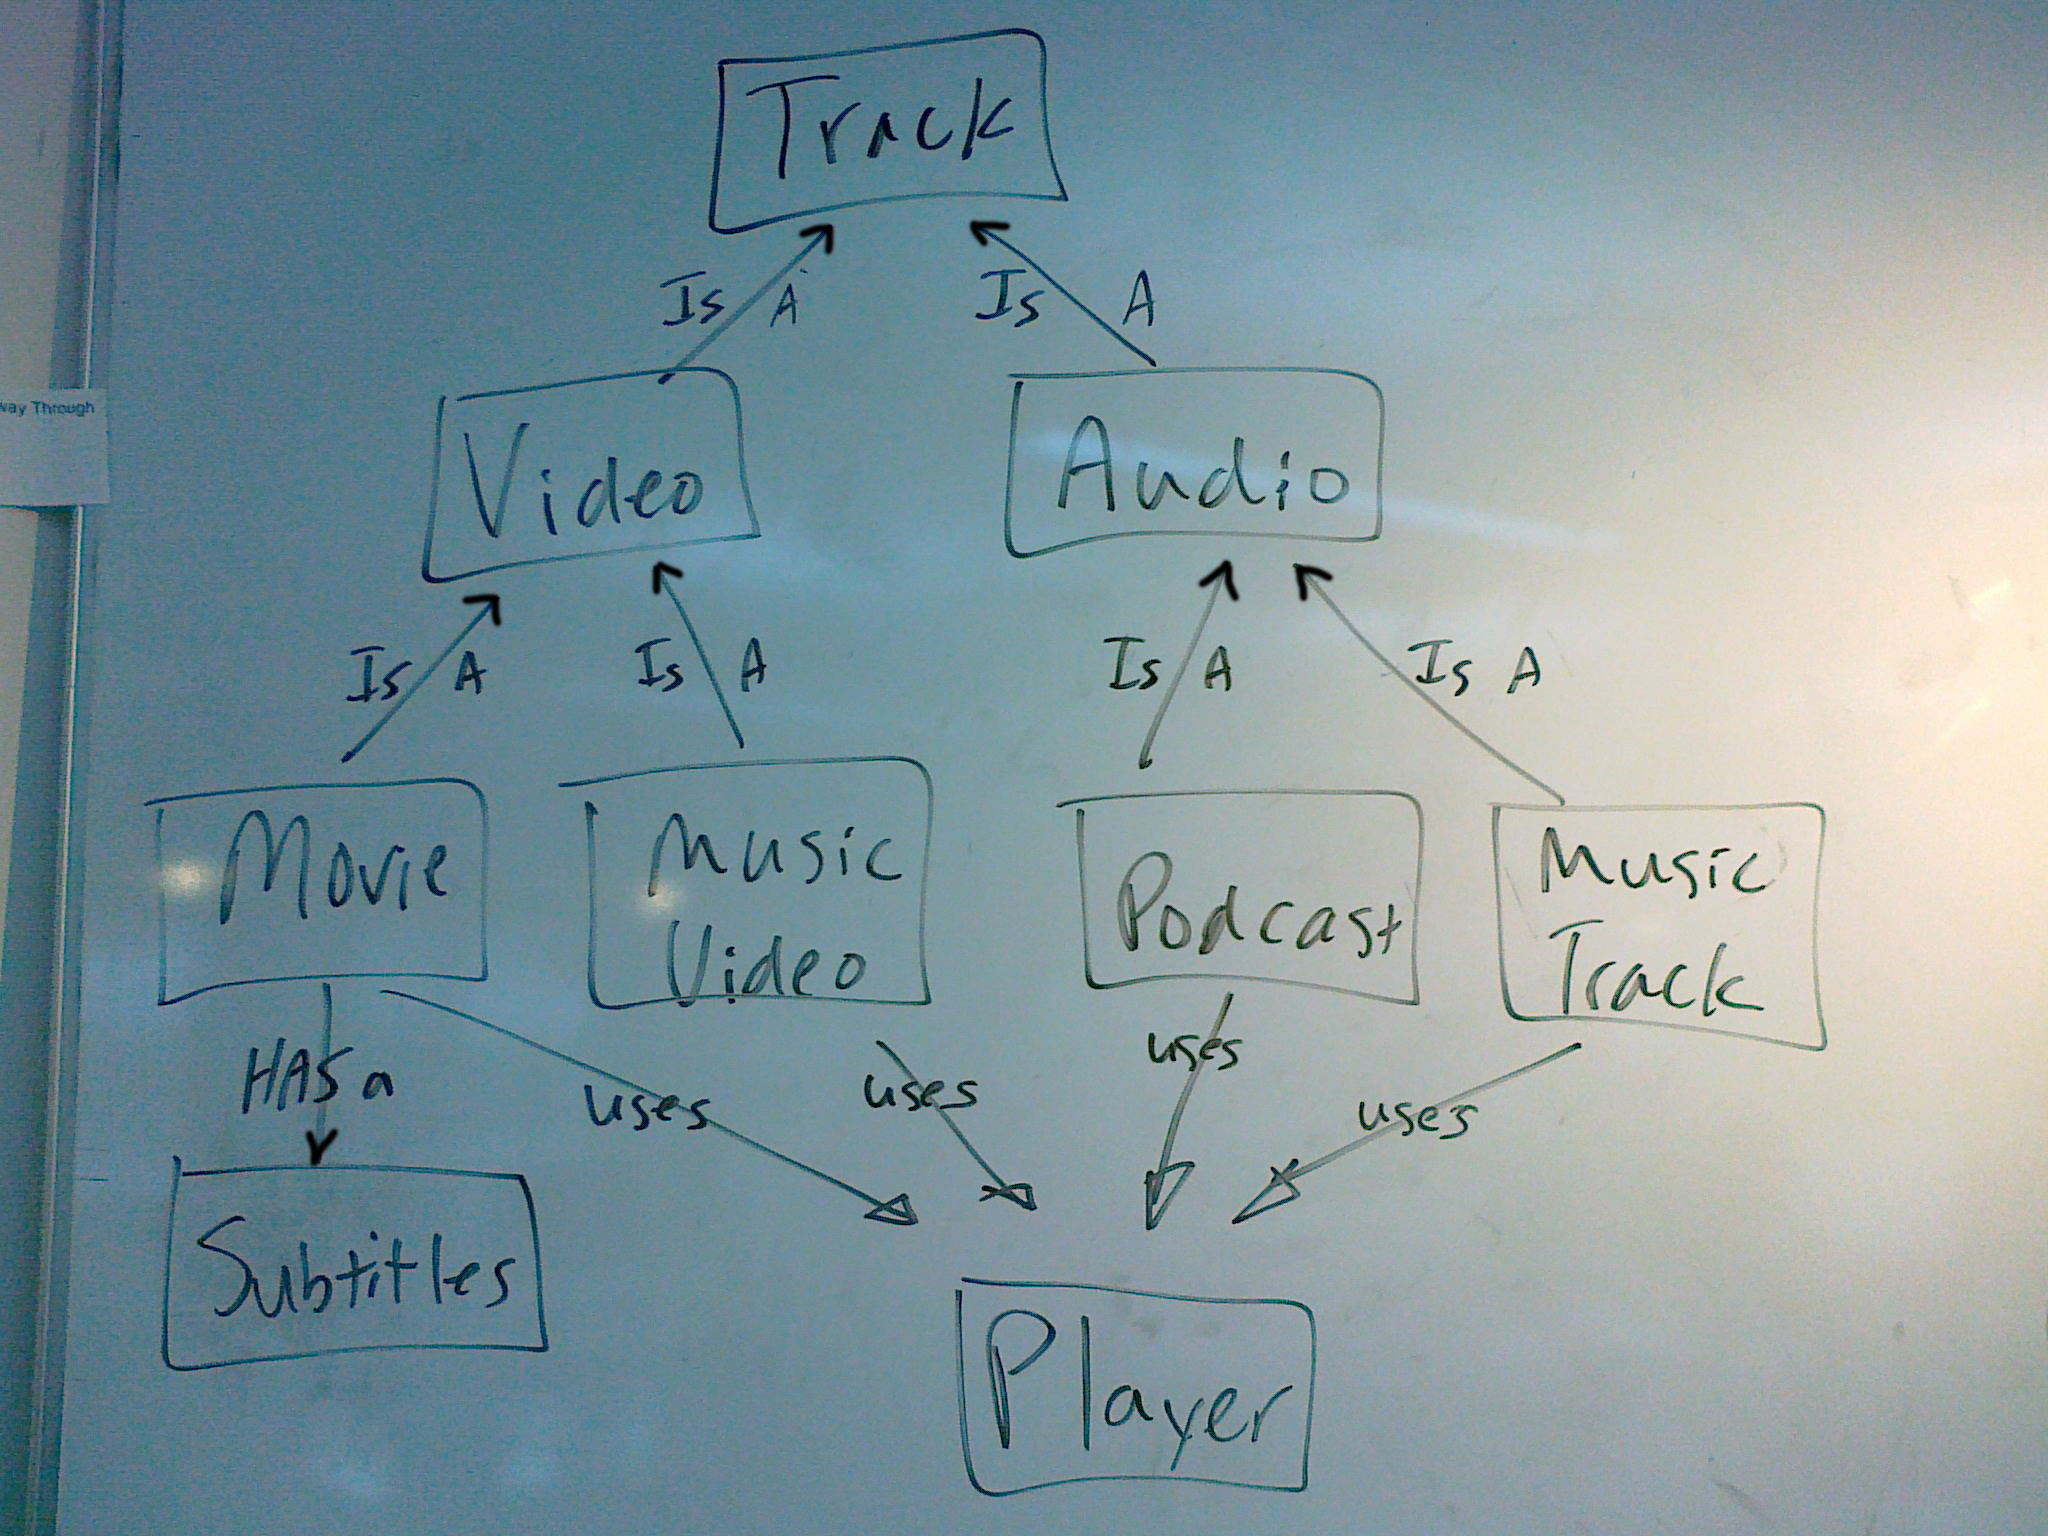 Track
Is A
Is A
way Through
Video
Audio
Is A
Is A
Is A
Is A
Movie
Music
Video
Podcast
Music
Track
HAS a
uses
uses
uses
uses
Subtitles
Player